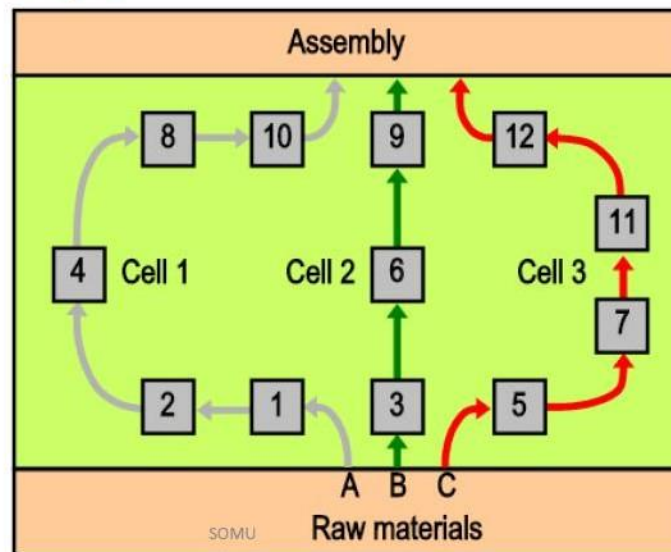 Assembly
8 10 9 12
11
4 Cell 1 Cell 2 6 Cell 3
7
2 1 3 5
A B C
SOMU Raw materials